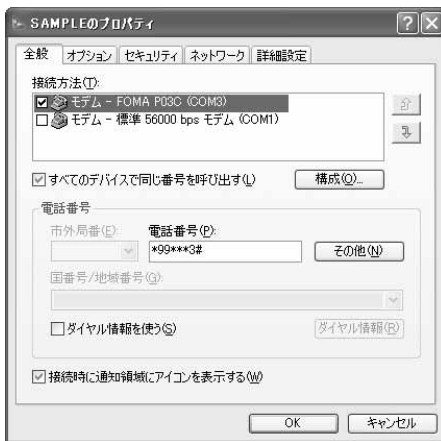 SAMPLEのプロパティ
全般 オプション セキュリティ ネットワーク 詳細設定
接続方法(T):
モデム - FOMA P03C (COM3)
モデム - 標準 56000 bps モデム (COM1)
すべてのデバイスで同じ番号を呼び出す(L) 構成(O)...
電話番号
市外局番(E): 電話番号(P):
*99***3# その他(N)
国番号/地域番号(G):
ダイヤル情報を使う(S) ダイヤル情報(R)
接続時に通知領域にアイコンを表示する(W)
OK キャンセル